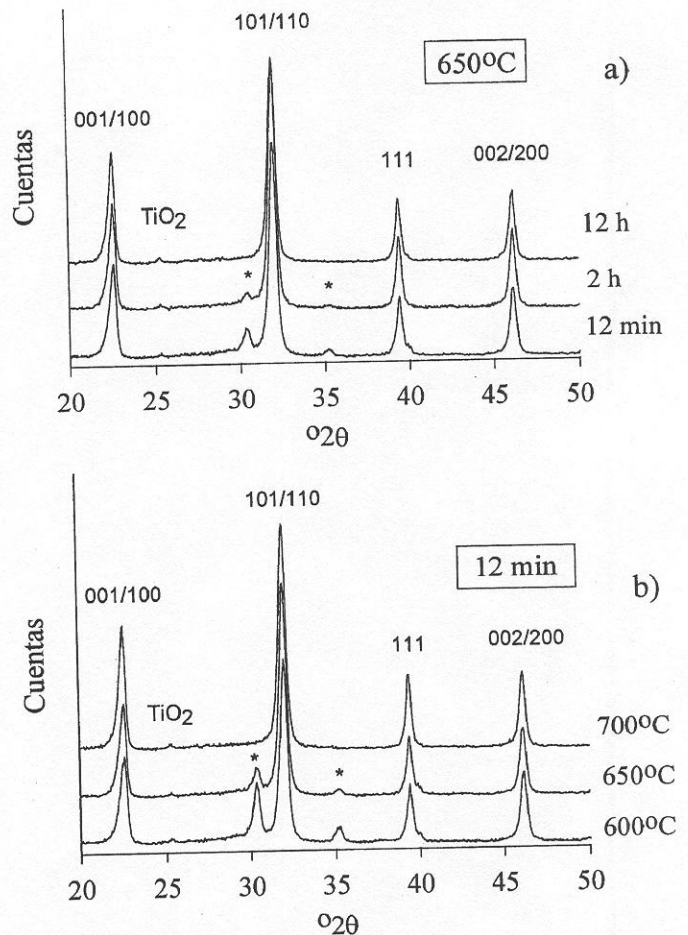 101/110
650ºC
a)
001/100
111
002/200
Cuentas
TiO2
12 h
*
*
2 h
12 min
20 25 30 35 40 45 50
º2θ
101/110
12 min
b)
001/100
111
002/200
Cuentas
TiO2
700ºC
*
*
650ºC
600ºC
20 25 30 35 40 45 50
º2θ